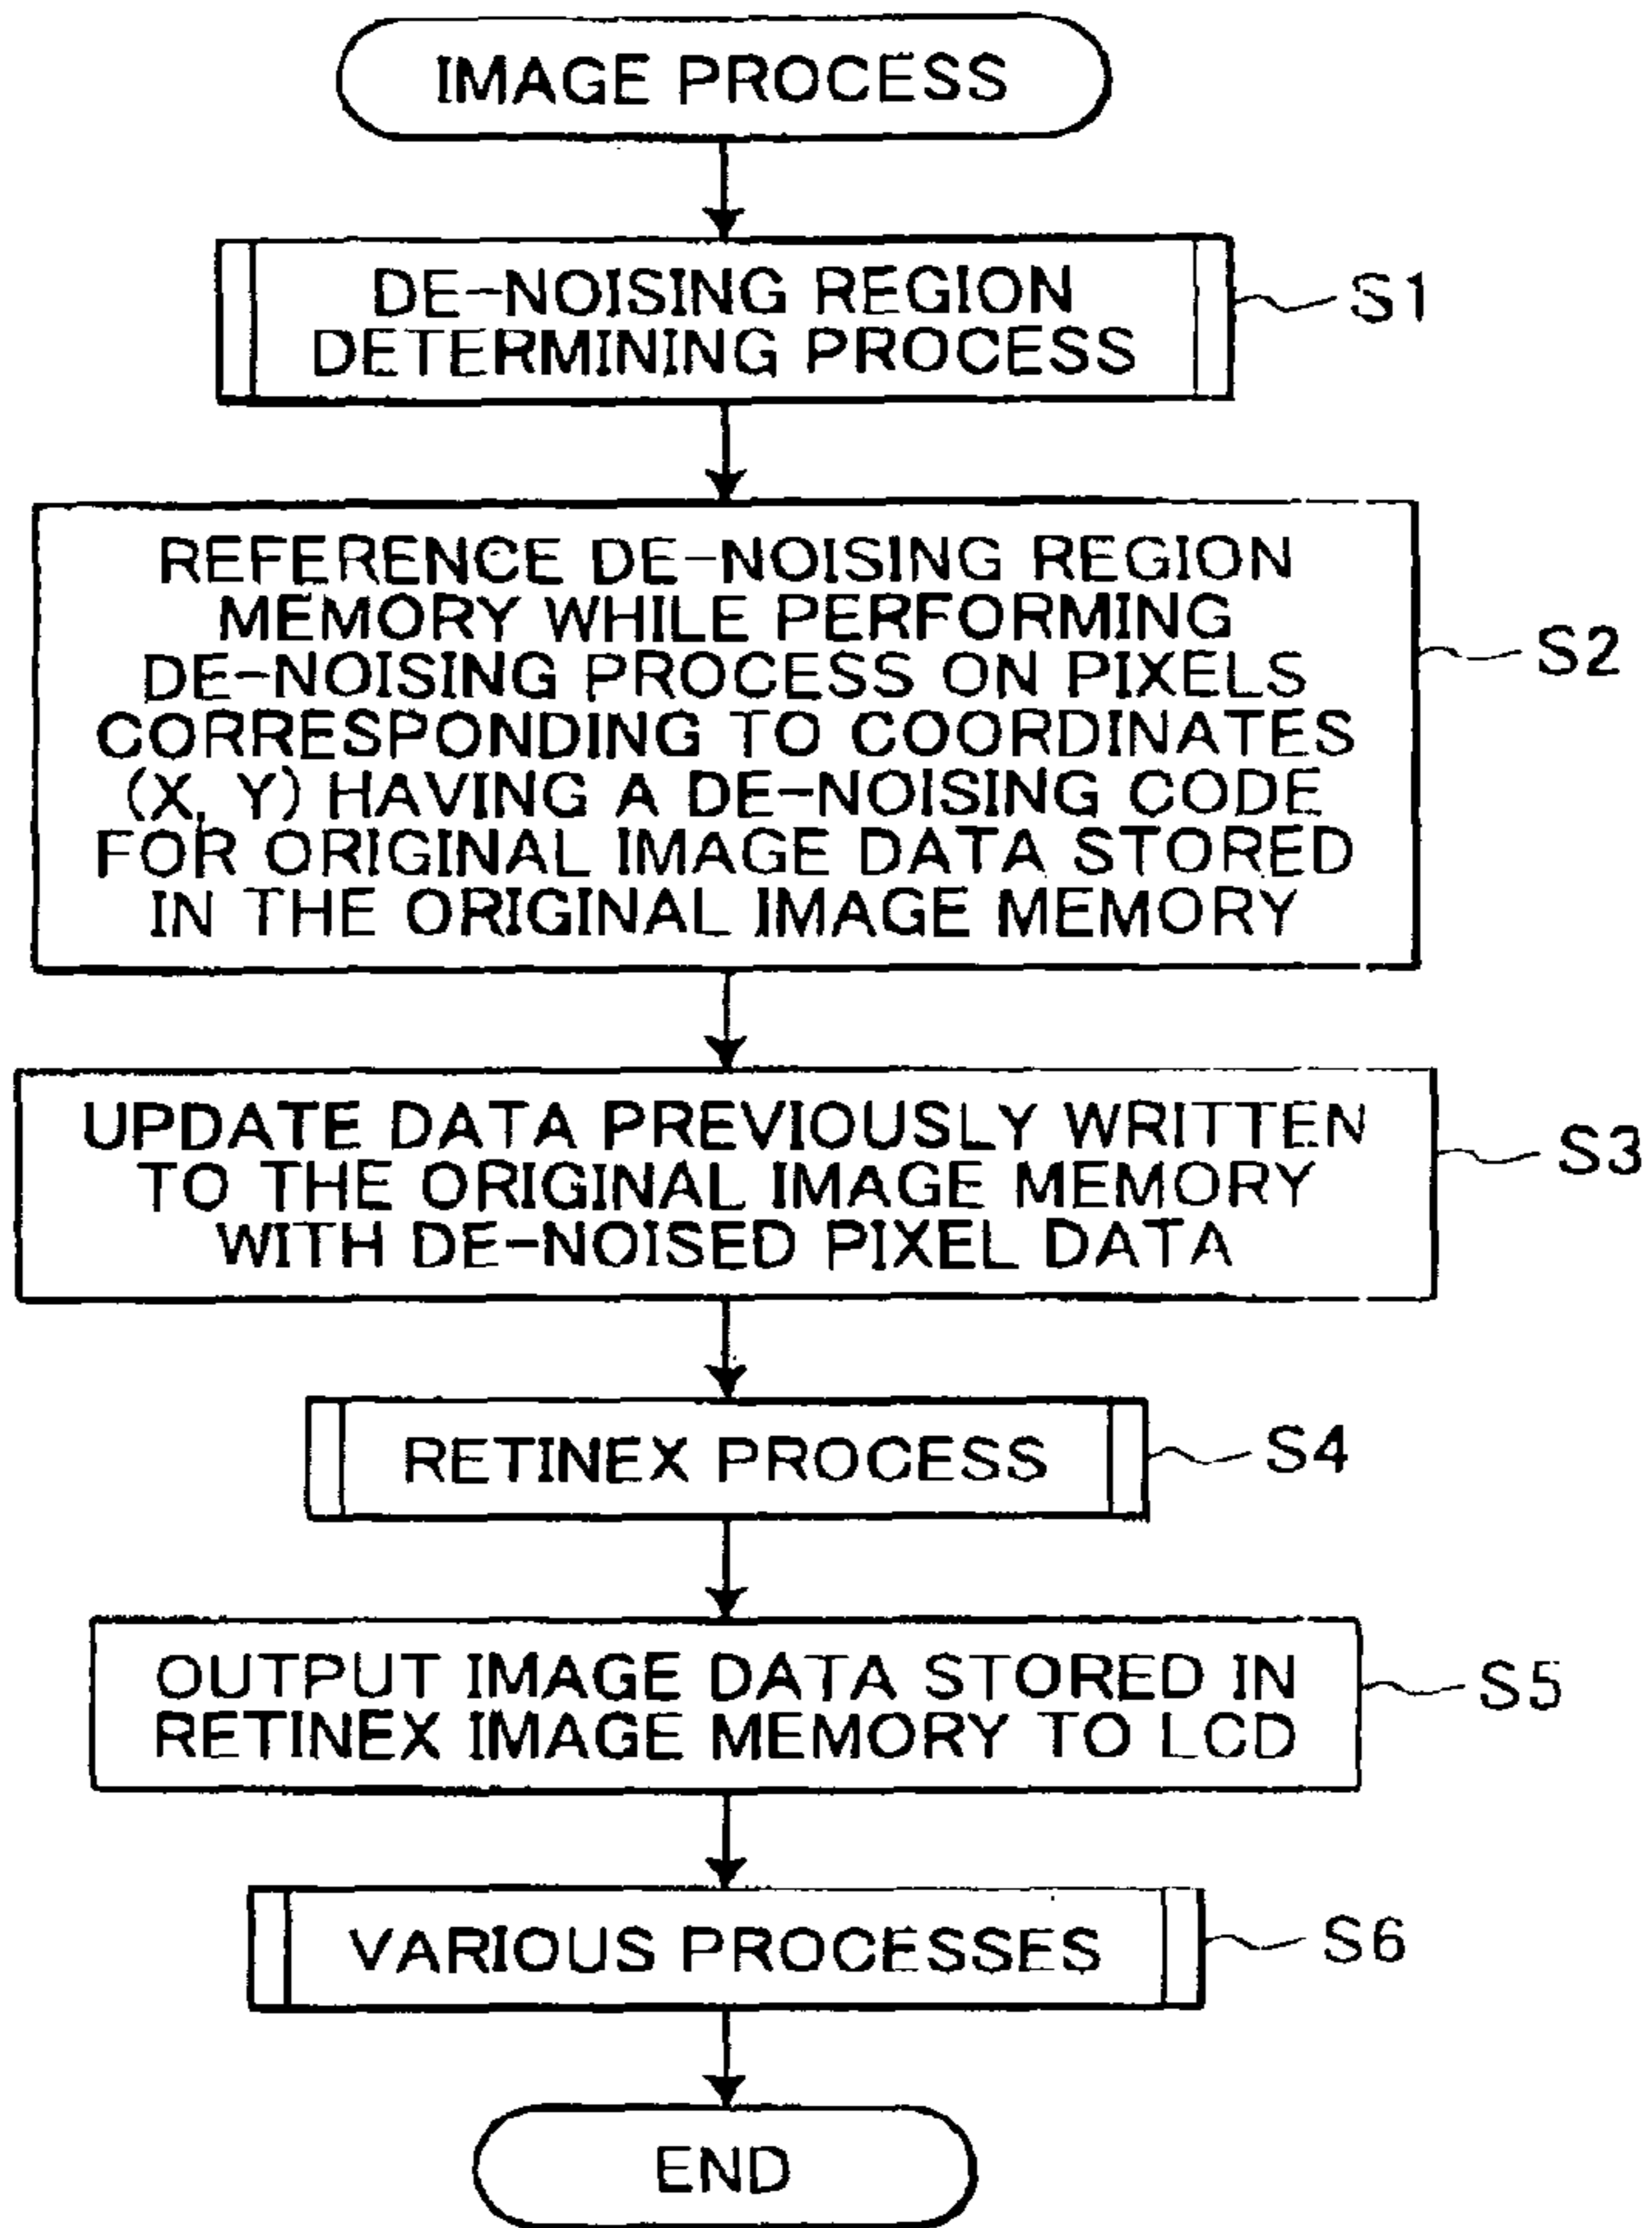 IMAGE PROCESS
DE-NOISING REGION
DETERMINING PROCESS
S1
REFERENCE DE-NOISING REGION
MEMORY WHILE PERFORMING
DE-NOISING PROCESS ON PIXELS
CORRESPONDING TO COORDINATES
(X, Y) HAVING A DE-NOISING CODE
FOR ORIGINAL IMAGE DATA STORED
IN THE ORIGINAL IMAGE MEMORY
S2
UPDATE DATA PREVIOUSLY WRITTEN
TO THE ORIGINAL IMAGE MEMORY
WITH DE-NOISED PIXEL DATA
S3
RETINEX PROCESS
S4
OUTPUT IMAGE DATA STORED IN
RETINEX IMAGE MEMORY TO LCD
S5
VARIOUS PROCESSES
S6
END